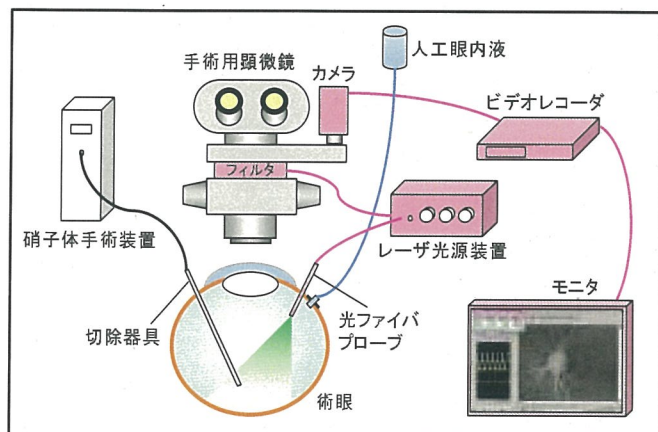 人工眼内液
手術用顕微鏡
カメラ
ビデオレコーダ
フィルタ
硝子体手術装置
レーザ光源装置
モニタ
切除器具
光ファイバ
プローブ
術眼